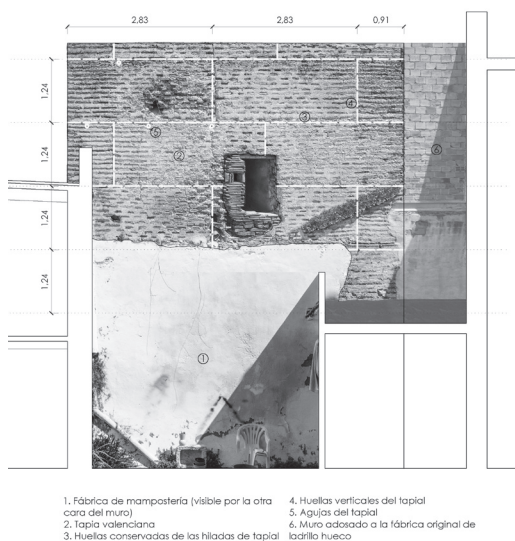 2,83 2,83 0,91
1,24
1,24
1,24
1,24
4
3
5
2
6
1
1. Fábrica de mampostería (visible por la otra
cara del muro)
2. Tapia valenciana
3. Huellas conservadas de las hiladas de tapial
4. Huellas verticales del tapial
5. Agujas del tapial
6. Muro adosado a la fábrica original de
ladrillo hueco